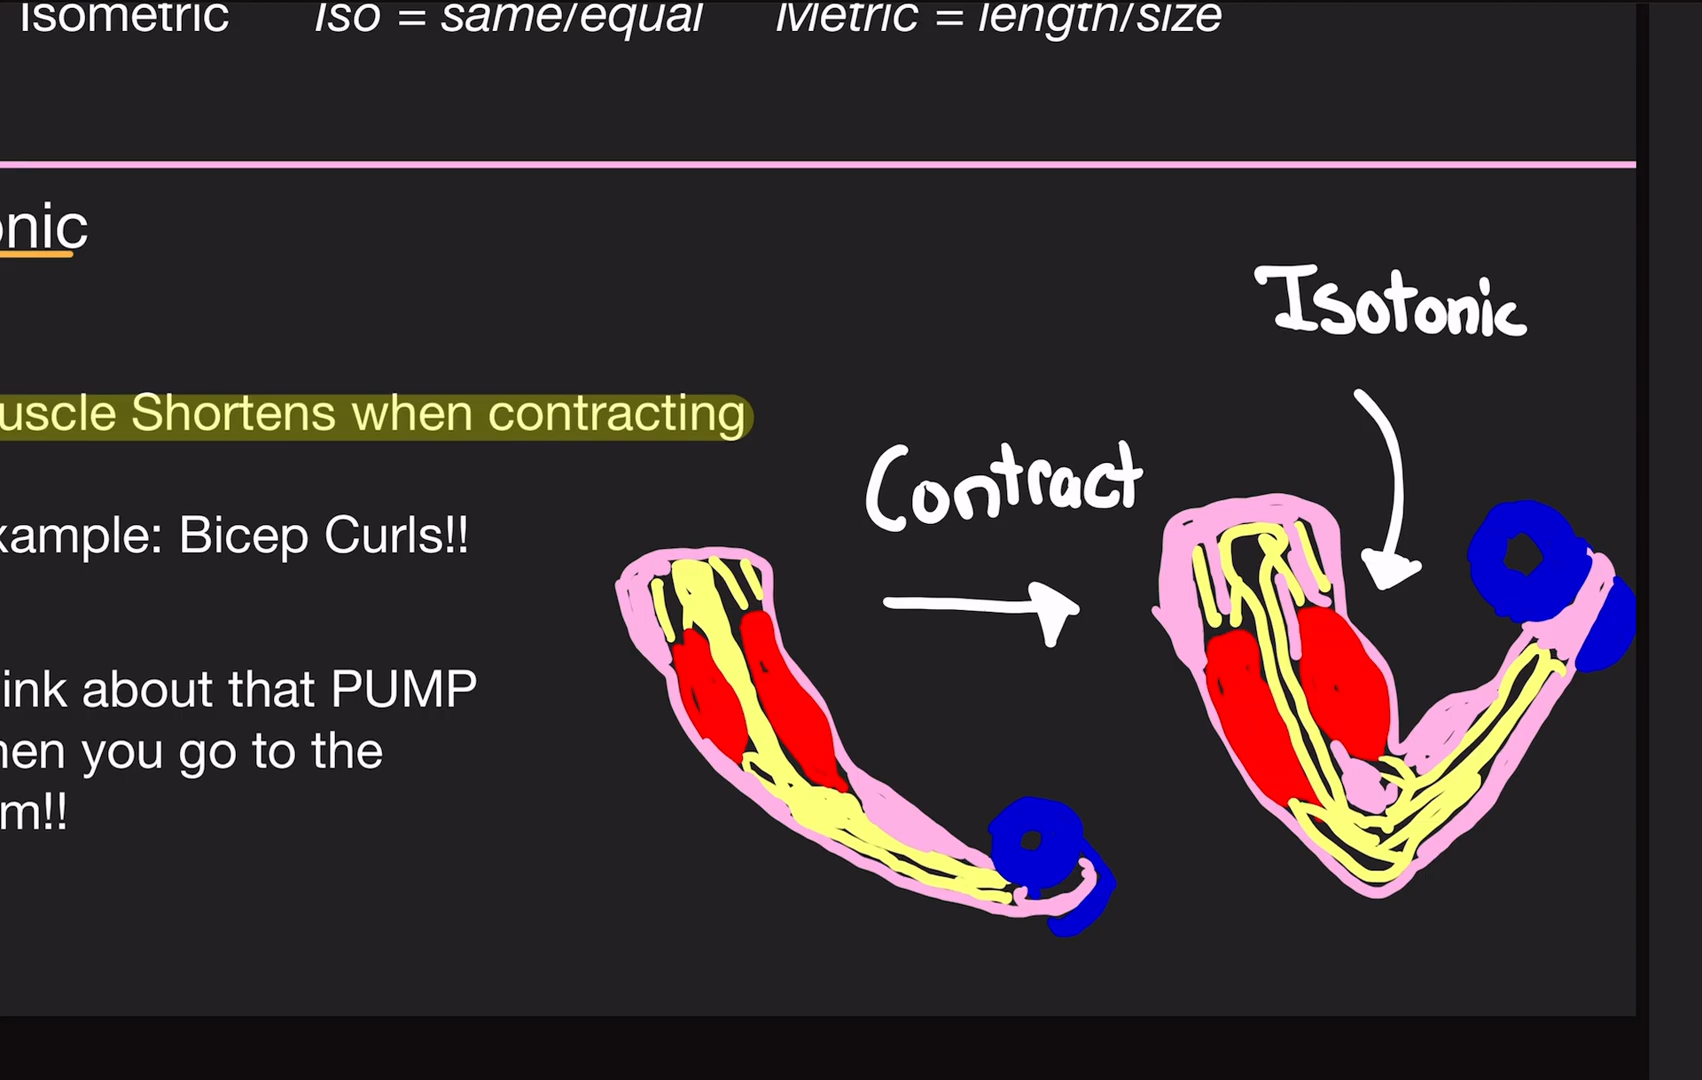 Isometric Iso = same/equal Metric = length/size
onic
Isotonic
uscle Shortens when contracting
Contract
xample: Bicep Curls!!
ink about that PUMP
hen you go to the
m!!